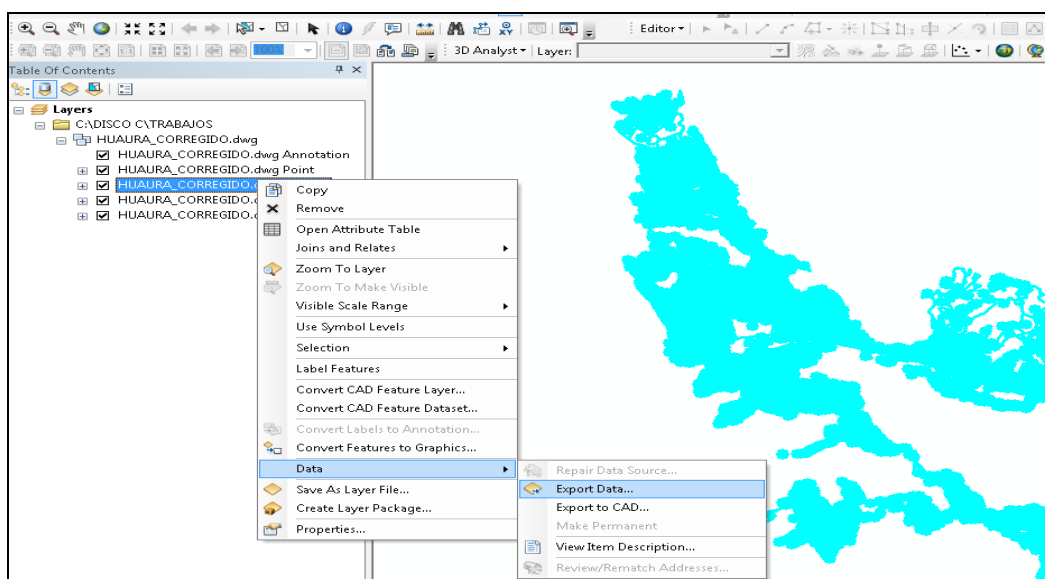 Editor
100%
3D Analyst Layer:
Table Of Contents
Layers
C:\DISCO C\TRABAJOS
HUAURA_CORREGIDO.dwg
HUAURA_CORREGIDO.dwg Annotation
HUAURA_CORREGIDO.dwg Point
HUAURA_CORREGIDO.
HUAURA_CORREGIDO.
HUAURA_CORREGIDO.
Copy
Remove
Open Attribute Table
Joins and Relates
Zoom To Layer
Zoom To Make Visible
Visible Scale Range
Use Symbol Levels
Selection
Label Features
Convert CAD Feature Layer...
Convert CAD Feature Dataset...
Convert Labels to Annotation...
Convert Features to Graphics...
Data
Save As Layer File...
Create Layer Package...
Properties...
Repair Data Source...
Export Data...
Export to CAD...
Make Permanent
View Item Description...
Review/Rematch Addresses...